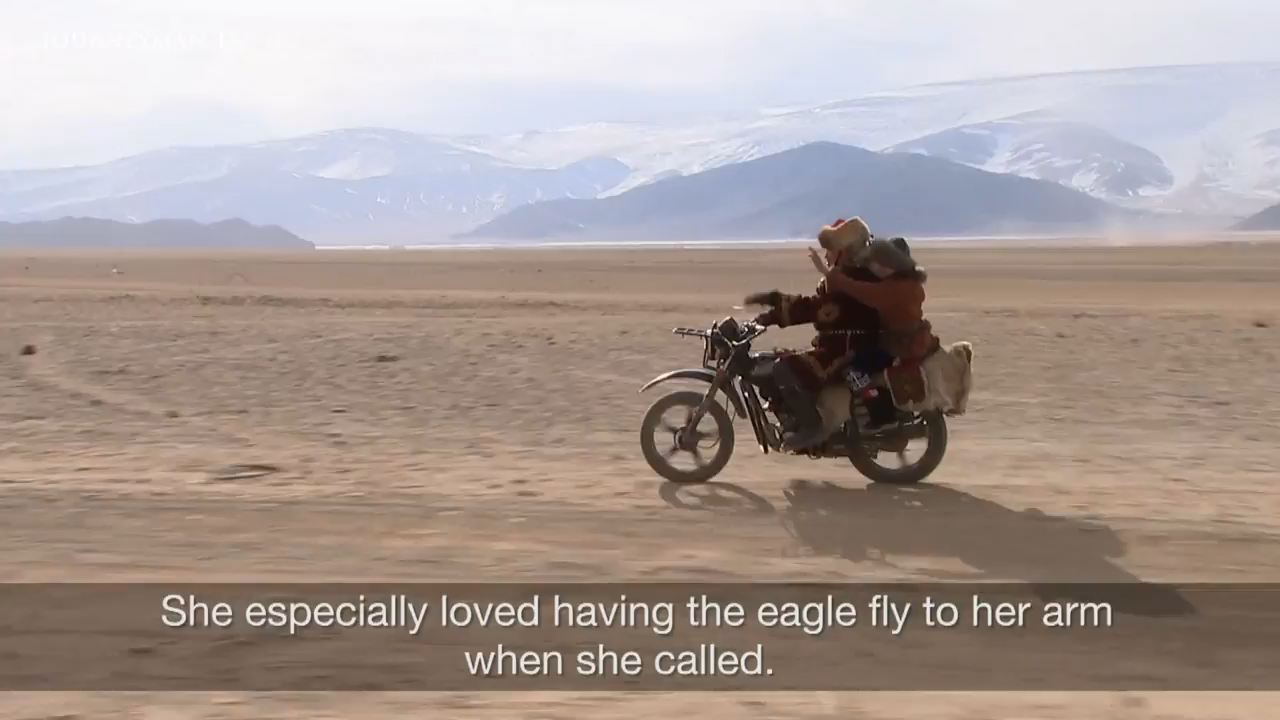 She especially loved having the eagle fly to her arm
when she called.